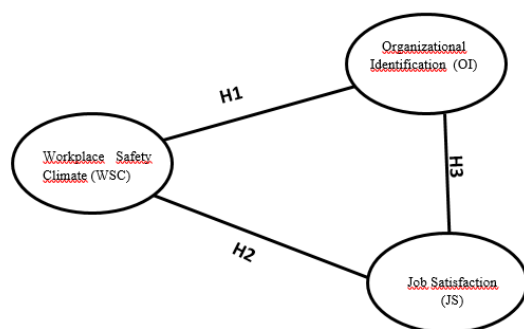 Organizational
Identification (OI)
H1
Workplace Safety
Climate (WSC)
H3
H2
Job Satisfaction
(JS)